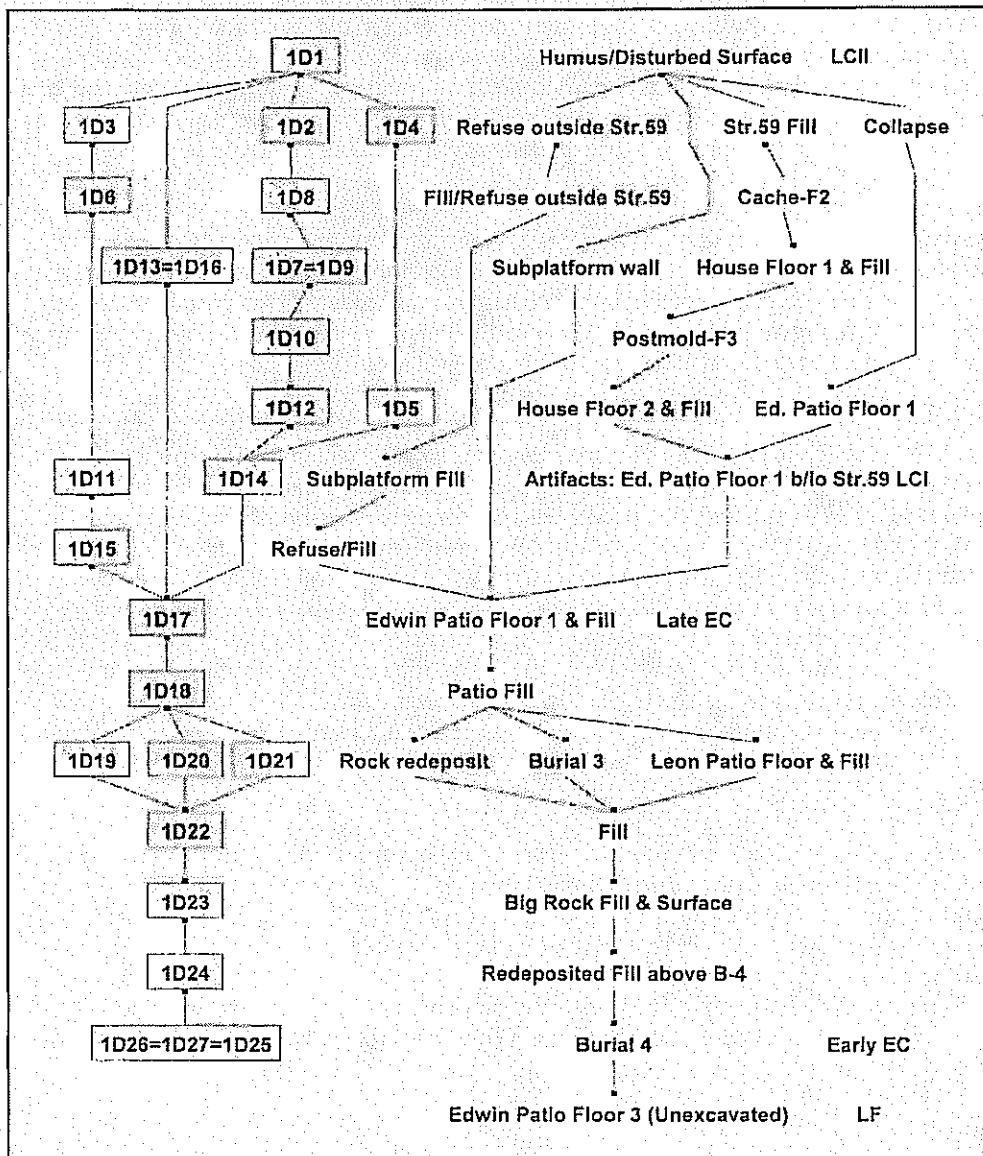 1D1 Humus/Disturbed Surface LCII
1D3 1D2 1D4 Refuse outside Str.59 Str.59 Fill Collapse
1D6 1D8 Fill/Refuse outside Str.59 Cache-F2
1D13=1D16 1D7=1D9 Subplatform wall House Floor 1 & Fill
1D10 Postmold-F3
1D12 1D5 House Floor 2 & Fill Ed. Patio Floor 1
1D11 1D14 Subplatform Fill Artifacts: Ed. Patio Floor 1 b/lo Str.59 LCI
1D15 Refuse/Fill
1D17 Edwin Patio Floor 1 & Fill Late EC
1D18 Patio Fill
1D19 1D20 1D21 Rock redeposit Burial 3 Leon Patio Floor & Fill
1D22 Fill
1D23 Big Rock Fill & Surface
1D24 Redeposited Fill above B-4
1D26=1D27=1D25 Burial 4 Early EC
Edwin Patio Floor 3 (Unexcavated) LF